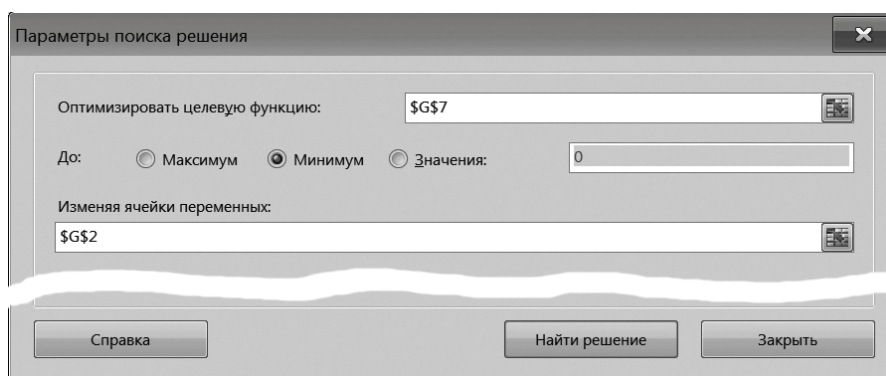 Параметры поиска решения
Оптимизировать целевую функцию: $G$7
До: Максимум Минимум Значения: 0
Изменяя ячейки переменных:
$G$2
Справка Найти решение Закрыть